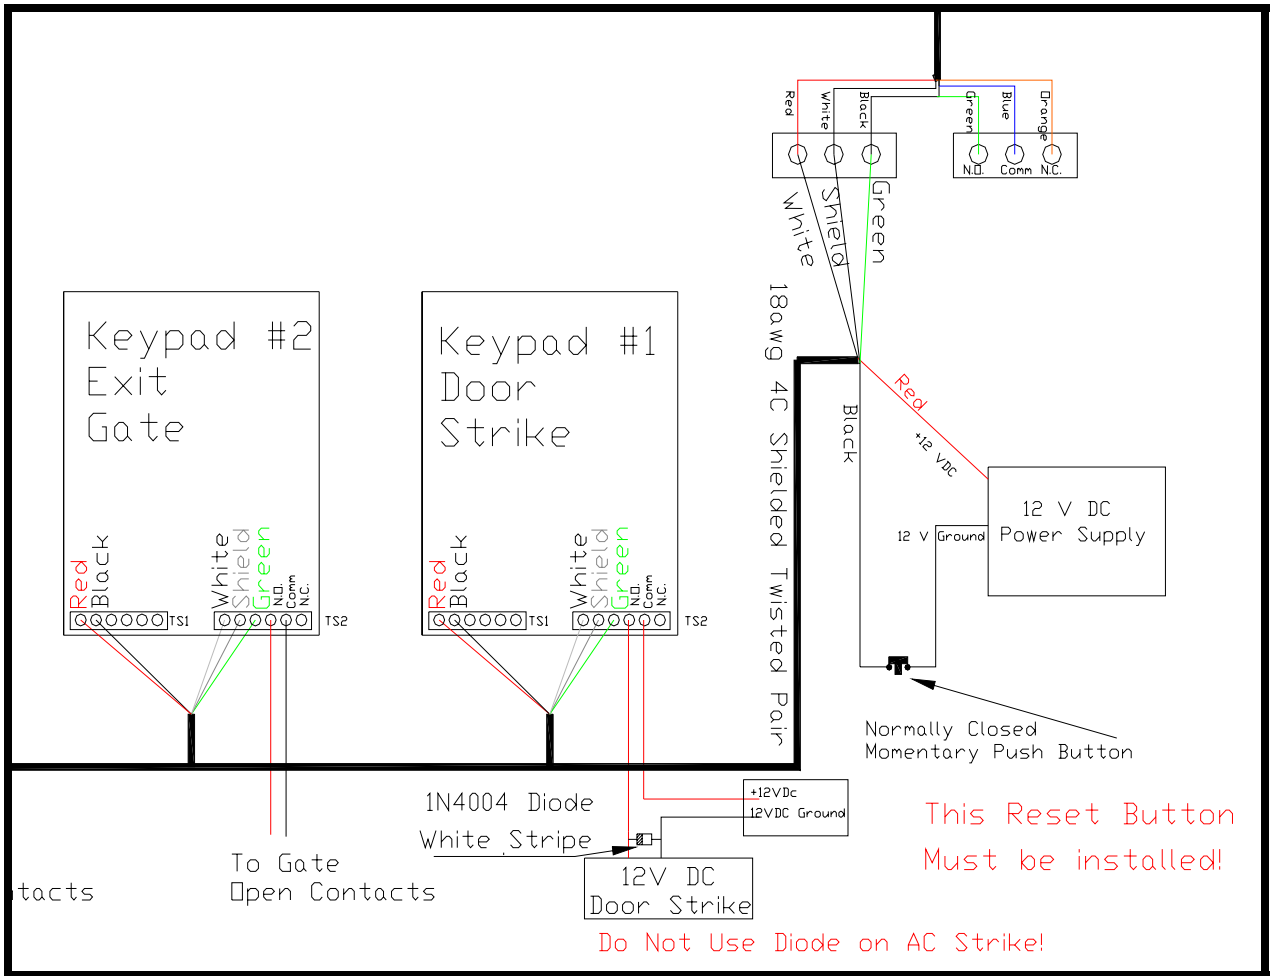 Red
White
Black
Green
Blue
Orange
N.O.
Comm
N.C.
White
Shield
Green
18awg 4C Shielded Twisted Pair
Keypad #2
Exit
Gate
Keypad #1
Door
Strike
Red
+12 VDC
Black
12 V DC
Power Supply
12 V Ground
Red
Black
White
Shield
Green
N.O.
Comm
N.C.
TS1
TS2
Red
Black
White
Shield
Green
N.O.
Comm
N.C.
TS1
TS2
Normally Closed
Momentary Push Button
1N4004 Diode
White Stripe
+12VDc
12VDC Ground
This Reset Button
Must be installed!
To Gate
Open Contacts
tacts
12V DC
Door Strike
Do Not Use Diode on AC Strike!